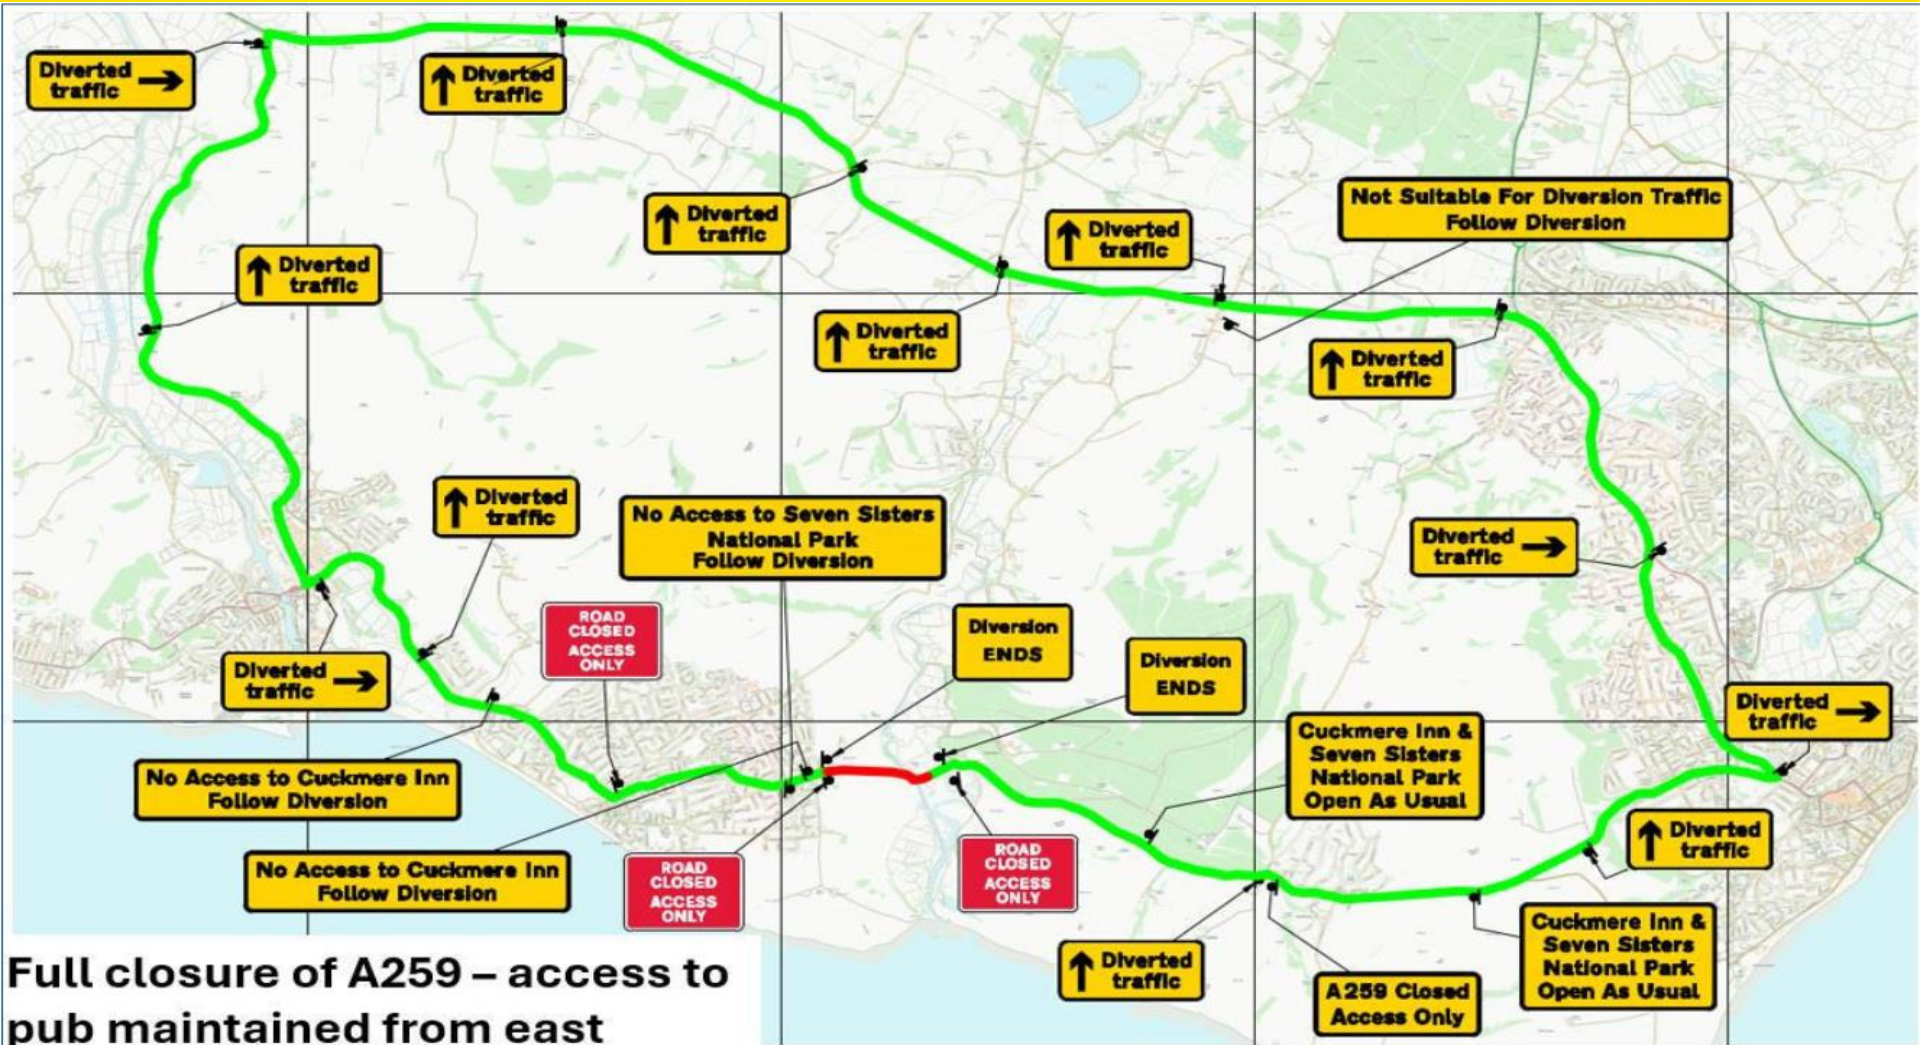 Diverted
traffic
Diverted
traffic
Not Suitable For Diversion Traffic
Follow Diversion
Diverted
traffic
Diverted
traffic
Diverted
traffic
Diverted
traffic
Diverted
traffic
Diverted
traffic
No Access to Seven Sisters
National Park
Follow Diversion
Diverted
traffic
ROAD
CLOSED
ACCESS
ONLY
Diversion
ENDS
Diversion
ENDS
Diverted
traffic
Diverted
traffic
Cuckmere Inn &
Seven Sisters
National Park
Open As Usual
No Access to Cuckmere Inn
Follow Diversion
Diverted
traffic
ROAD
CLOSED
ACCESS
ONLY
No Access to Cuckmere Inn
Follow Diversion
ROAD
CLOSED
ACCESS
ONLY
Cuckmere Inn &
Seven Sisters
National Park
Open As Usual
Diverted
traffic
A259 Closed
Access Only
Full closure of A259 – access to
pub maintained from east